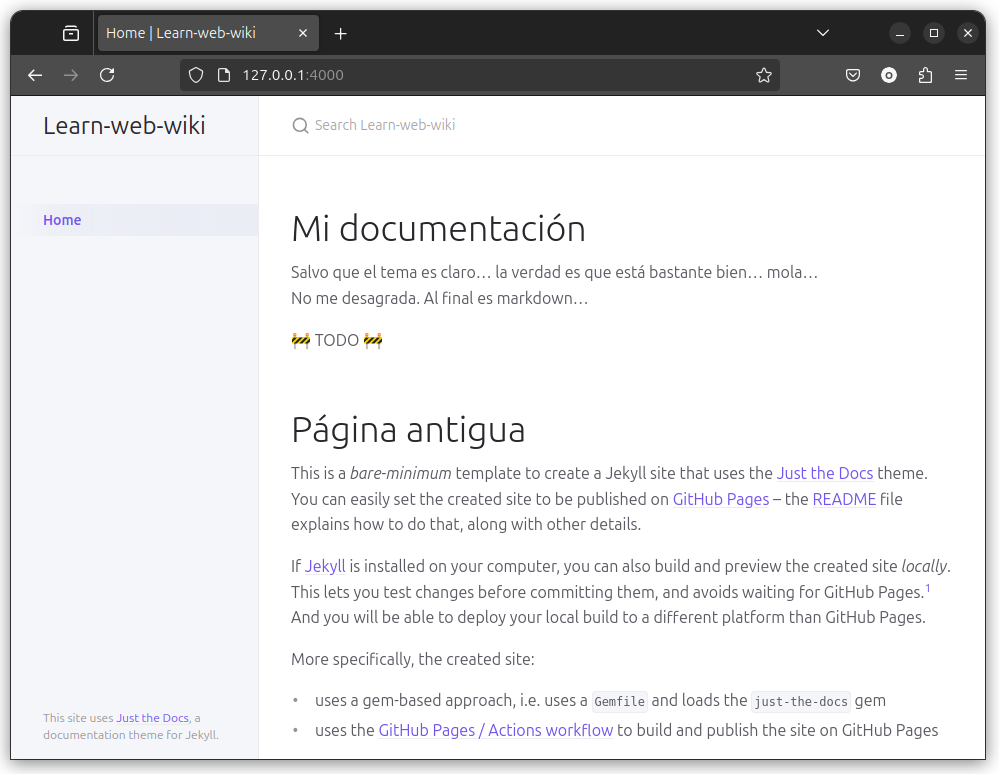 Home | Learn-web-wiki
127.0.0.1:4000
Learn-web-wiki
Search Learn-web-wiki
Home
Mi documentación
Salvo que el tema es claro… la verdad es que está bastante bien… mola…
No me desagrada. Al final es markdown…
🚧 TODO 🚧
Página antigua
This is a bare-minimum template to create a Jekyll site that uses the Just the Docs theme.
You can easily set the created site to be published on GitHub Pages – the README file
explains how to do that, along with other details.
If Jekyll is installed on your computer, you can also build and preview the created site locally.
This lets you test changes before committing them, and avoids waiting for GitHub Pages.1
And you will be able to deploy your local build to a different platform than GitHub Pages.
More specifically, the created site:
• uses a gem-based approach, i.e. uses a Gemfile and loads the just-the-docs gem
• uses the GitHub Pages / Actions workflow to build and publish the site on GitHub Pages
This site uses Just the Docs, a
documentation theme for Jekyll.